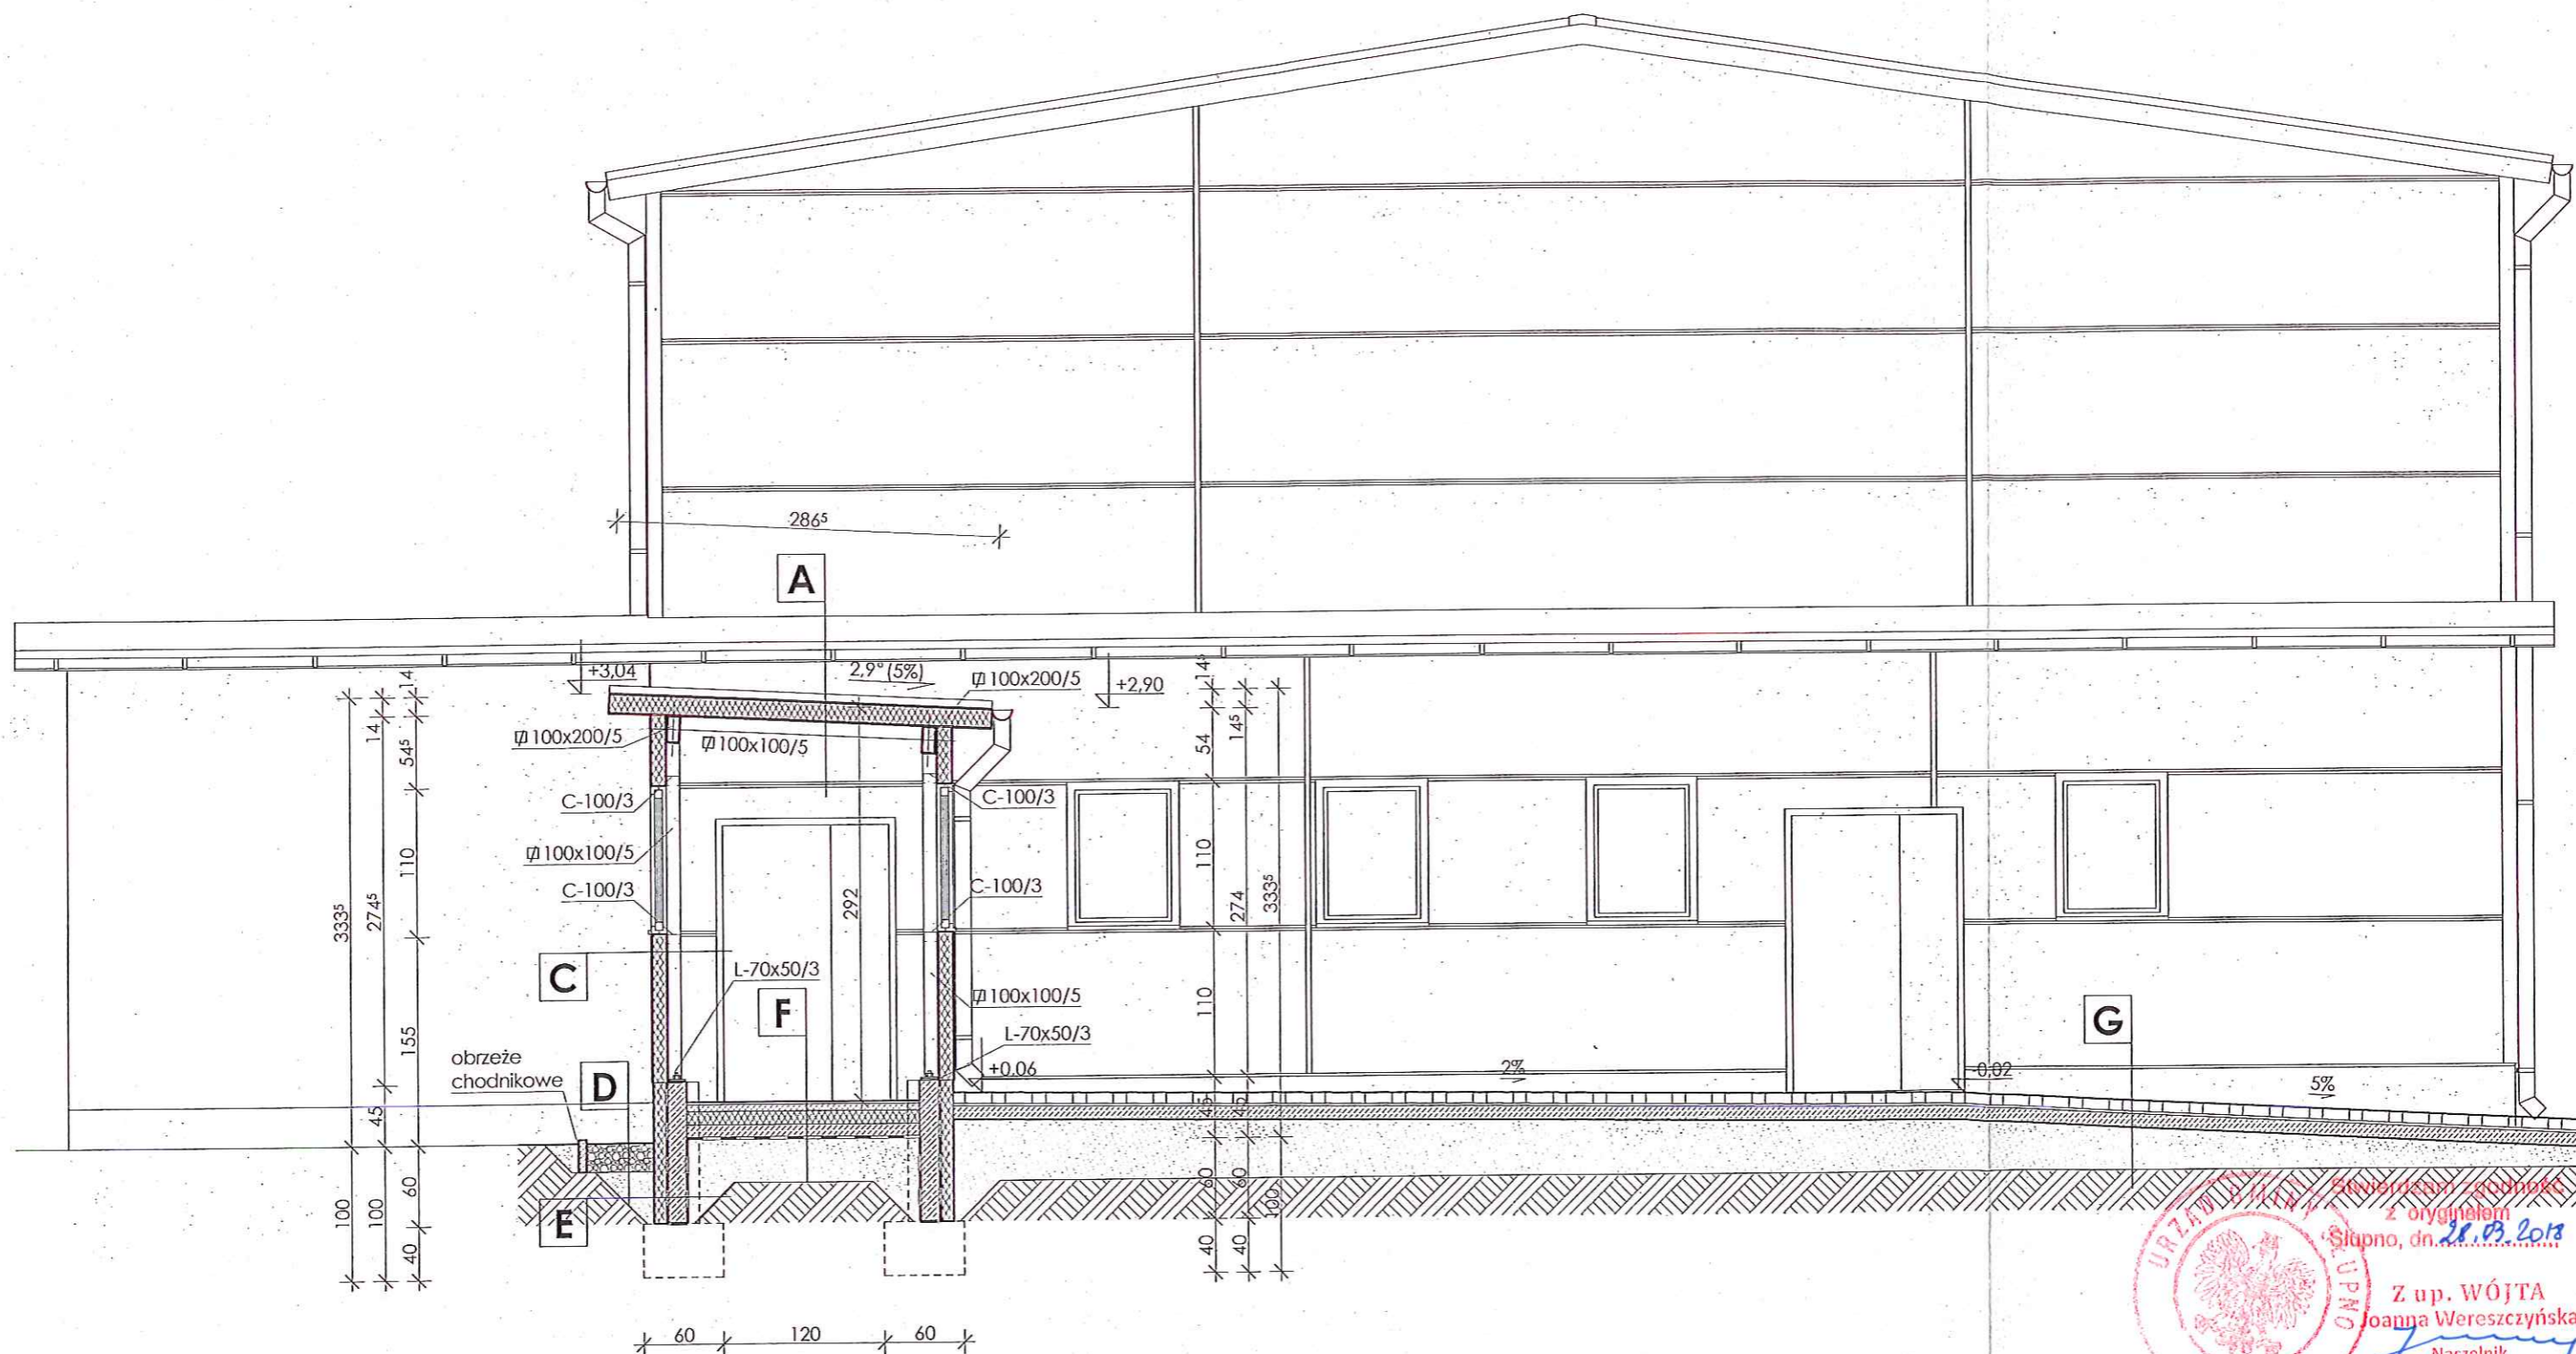 286⁵
A
+3,04
2,9° (5%)
100x200/5
+2,90
14
14⁵
100x200/5
100x100/5
14
54⁵
54
14⁵
C-100/3
C-100/3
100x100/5
110
110
C-100/3
C-100/3
292
333⁵
274⁵
274
333⁵
C
L-70x50/3
F
100x100/5
110
G
155
L-70x50/3
obrzeże
chodnikowe
D
+0.06
2%
-0,02
5%
45
45
45
E
100
100
60
60
60
100
40
40
40
60
120
60
URZĄD GMINY SŁUPNO
Stwierdzam zgodność
z oryginałem
Słupno, dn. 28.03.2018
Z up. WÓJTA
Joanna Wereszczyńska
Naczelnik